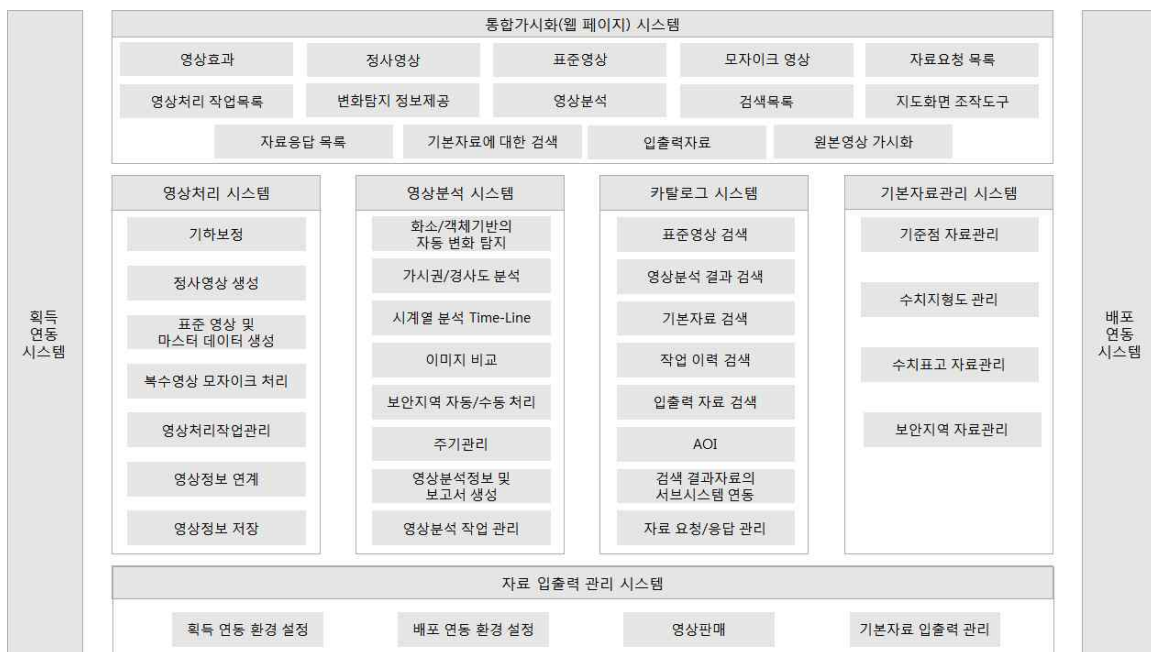 통합가시화(웹 페이지) 시스템
영상효과
정사영상
표준영상
모자이크 영상
자료요청 목록
영상처리 작업목록
변화탐지 정보제공
영상분석
검색목록
지도화면 조작도구
자료응답 목록
기본자료에 대한 검색
입출력자료
원본영상 가시화
획득
연동
시스템
영상처리 시스템
기하보정
정사영상 생성
표준 영상 및
마스터 데이터 생성
복수영상 모자이크 처리
영상처리작업관리
영상정보 연계
영상정보 저장
영상분석 시스템
화소/객체기반의
자동 변화 탐지
가시권/경사도 분석
시계열 분석 Time-Line
이미지 비교
보안지역 자동/수동 처리
주기관리
영상분석정보 및
보고서 생성
영상분석 작업 관리
카탈로그 시스템
표준영상 검색
영상분석 결과 검색
기본자료 검색
작업 이력 검색
입출력 자료 검색
AOI
검색 결과자료의
서브시스템 연동
자료 요청/응답 관리
기본자료관리 시스템
기준점 자료관리
수치지형도 관리
수치표고 자료관리
보안지역 자료관리
배포
연동
시스템
자료 입출력 관리 시스템
획득 연동 환경 설정
배포 연동 환경 설정
영상판매
기본자료 입출력 관리